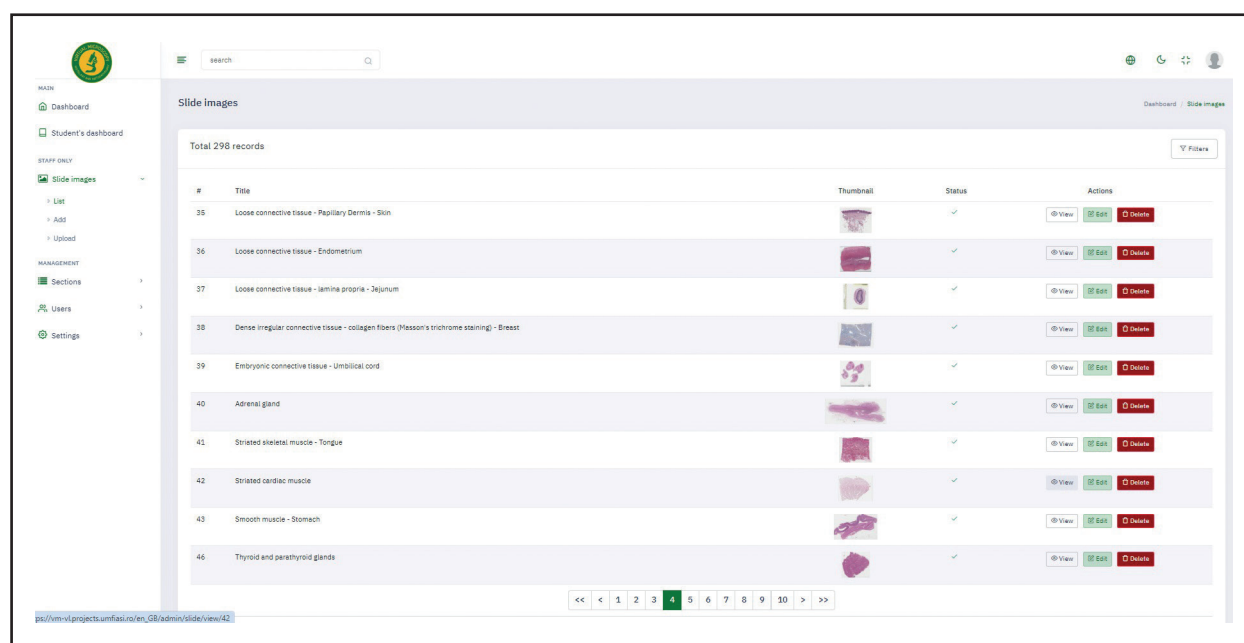 search
MAIN
Dashboard
Student's dashboard
STAFF ONLY
Slide images
List
Add
Upload
MANAGEMENT
Sections
Users
Settings
Slide images
Dashboard / Slide images
Total 298 records
Filters
# Title Thumbnail Status Actions
35 Loose connective tissue - Papillary Dermis - Skin View Edit Delete
36 Loose connective tissue - Endometrium View Edit Delete
37 Loose connective tissue - lamina propria - Jejunum View Edit Delete
38 Dense irregular connective tissue - collagen fibers (Masson's trichrome staining) - Breast View Edit Delete
39 Embryonic connective tissue - Umbilical cord View Edit Delete
40 Adrenal gland View Edit Delete
41 Striated skeletal muscle - Tongue View Edit Delete
42 Striated cardiac muscle View Edit Delete
43 Smooth muscle - Stomach View Edit Delete
46 Thyroid and parathyroid glands View Edit Delete
<< < 1 2 3 4 5 6 7 8 9 10 > >>
ps://vm-vl.projects.umfiasi.ro/en_GB/admin/slide/view/42